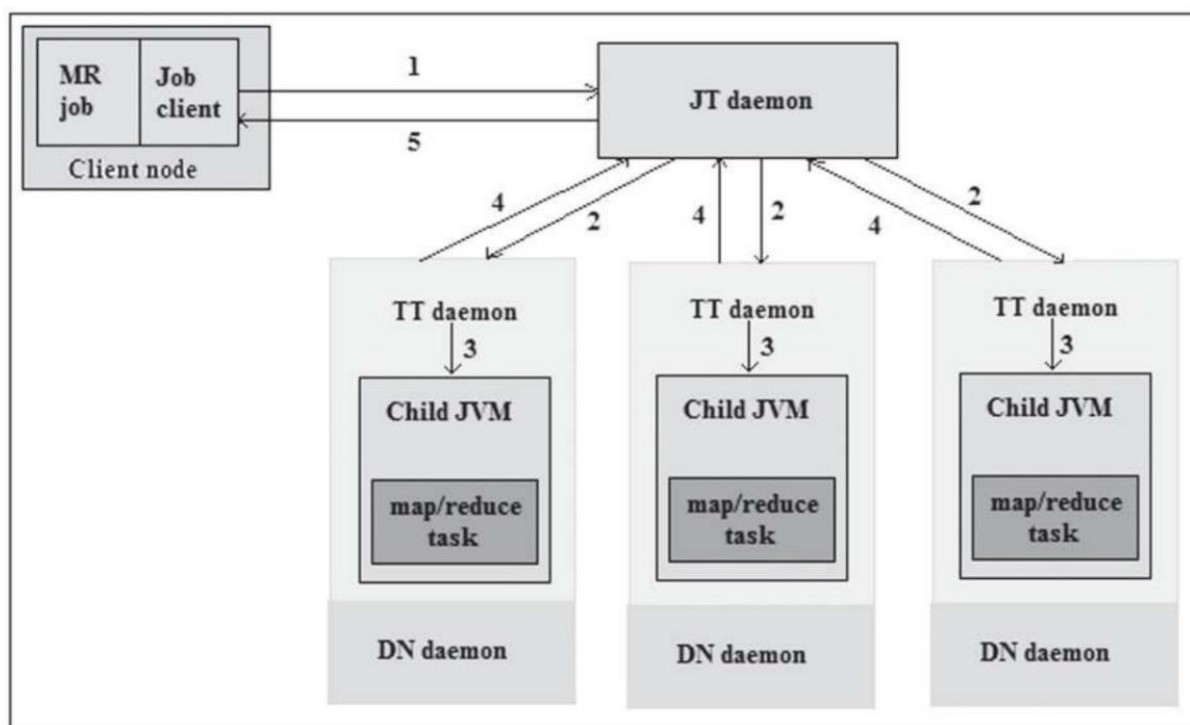 MR
job
Job
client
Client node
1
5
JT daemon
4
2
4
2
4
2
TT daemon
3
Child JVM
map/reduce
task
DN daemon
TT daemon
3
Child JVM
map/reduce
task
DN daemon
TT daemon
3
Child JVM
map/reduce
task
DN daemon